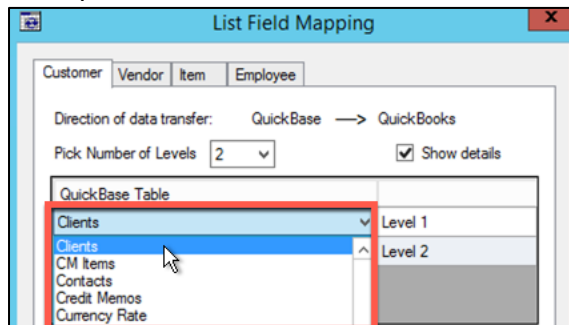 List Field Mapping
X
Customer Vendor Item Employee
Direction of data transfer: QuickBase —> QuickBooks
Pick Number of Levels 2 Show details
QuickBase Table
Clients Level 1
Clients Level 2
CM Items
Contacts
Credit Memos
Currency Rate